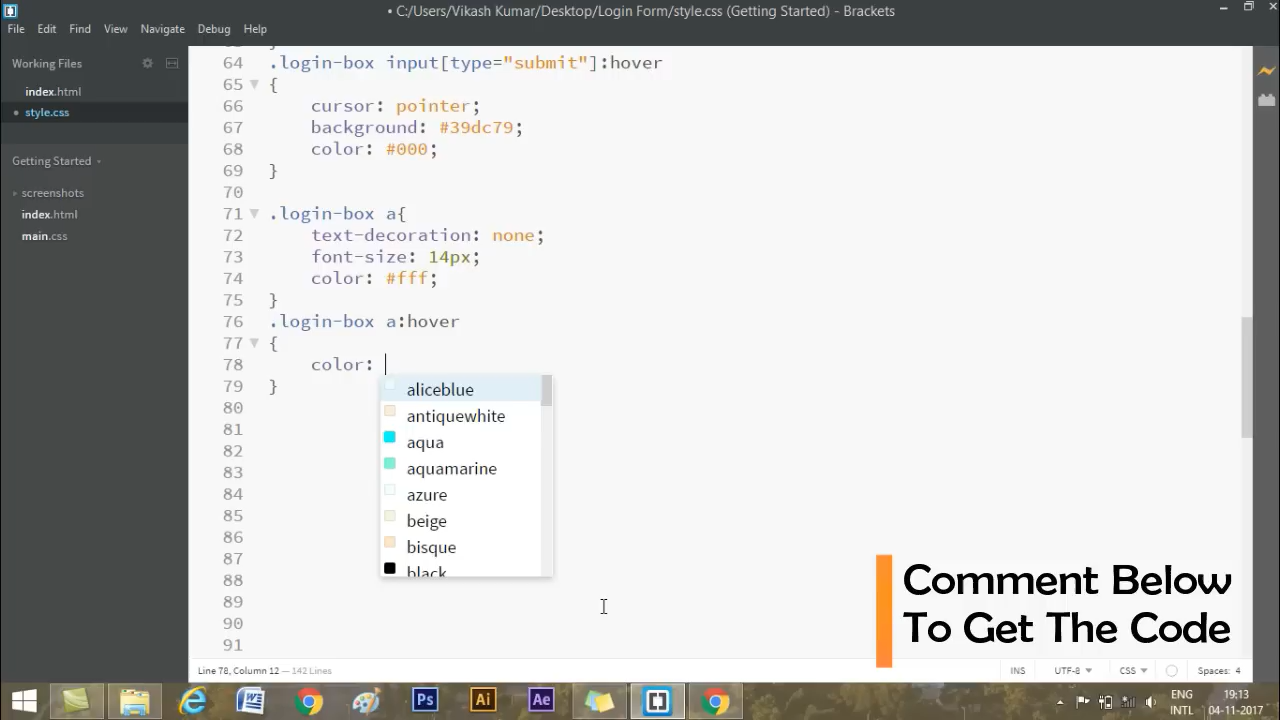 • C:/Users/Vikash Kumar/Desktop/Login Form/style.css (Getting Started) - Brackets
File Edit Find View Navigate Debug Help
Working Files
index.html
• style.css
Getting Started
screenshots
index.html
main.css
64 .login-box input[type="submit"]:hover
65 {
66 cursor: pointer;
67 background: #39dc79;
68 color: #000;
69 }
70
71 .login-box a{
72 text-decoration: none;
73 font-size: 14px;
74 color: #fff;
75 }
76 .login-box a:hover
77 {
78 color:
79 }
80
81
82
83
84
85
86
87
88
89
90
91
aliceblue
antiquewhite
aqua
aquamarine
azure
beige
bisque
black
Comment Below
To Get The Code
Line 78, Column 12 — 142 Lines
INS UTF-8 CSS Spaces: 4
Ps Ai Ae
ENG 19:13
INTL 04-11-2017